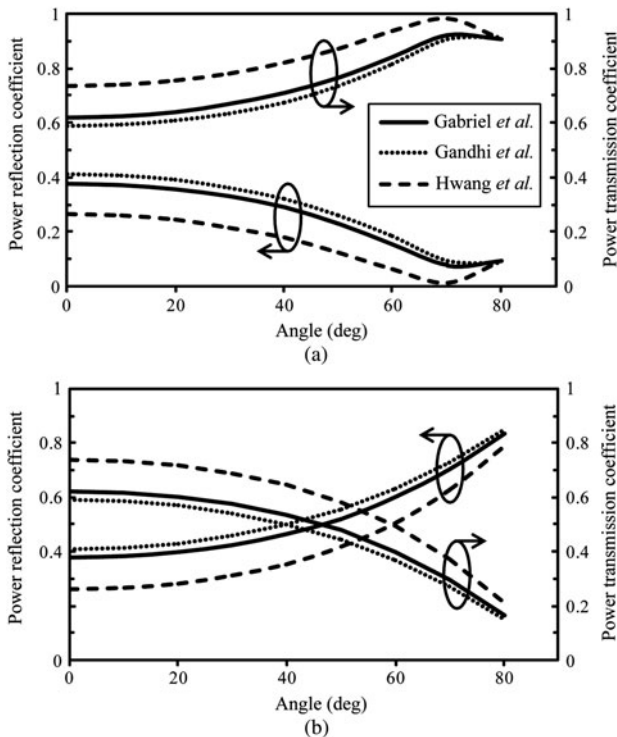 Power reflection coefficient
1
0.8
0.6
0.4
0.2
0
1
0.8
0.6
0.4
0.2
0
Power transmission coefficient
Gabriel et al.
Gandhi et al.
Hwang et al.
0 20 40 60 80
Angle (deg)
(a)
Power reflection coefficient
1
0.8
0.6
0.4
0
1
0.8
0.6
0.4
0.2
0
Power transmission coefficient
0 20 40 60 80
Angle (deg)
(b)